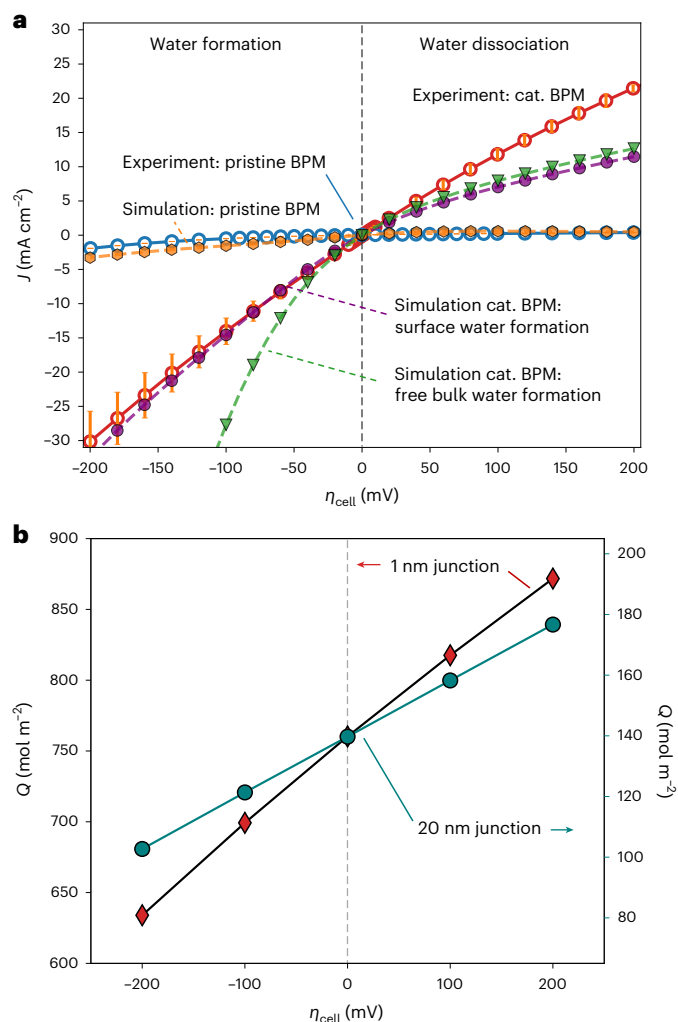 a
30
25
20
15
10
5
0
−5
−10
−15
−20
−25
−30
J (mA cm−2)
Water formation
Water dissociation
Experiment: cat. BPM
Experiment: pristine BPM
Simulation: pristine BPM
Simulation cat. BPM:
surface water formation
Simulation cat. BPM:
free bulk water formation
−200 −150 −100 −50 0 50 100 150 200
ηcell (mV)
b
900
850
800
750
700
650
600
Q (mol m−2)
1 nm junction
20 nm junction
200
180
160
140
120
100
80
Q (mol m−2)
−200 −100 0 100 200
ηcell (mV)